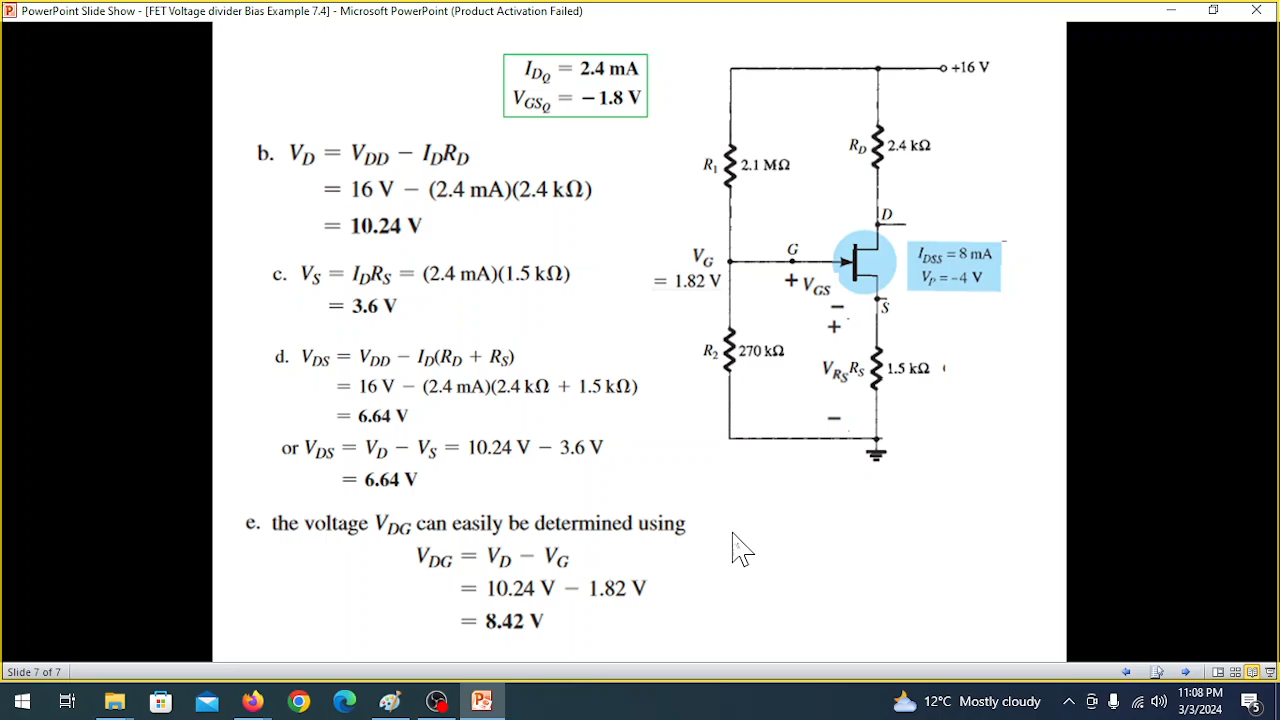 PowerPoint Slide Show - [FET Voltage divider Bias Example 7.4] - Microsoft PowerPoint (Product Activation Failed)
I_DQ = 2.4 mA
V_GSQ = −1.8 V
b. V_D = V_DD − I_D R_D
= 16 V − (2.4 mA)(2.4 kΩ)
= 10.24 V
c. V_S = I_D R_S = (2.4 mA)(1.5 kΩ)
= 3.6 V
d. V_DS = V_DD − I_D(R_D + R_S)
= 16 V − (2.4 mA)(2.4 kΩ + 1.5 kΩ)
= 6.64 V
or V_DS = V_D − V_S = 10.24 V − 3.6 V
= 6.64 V
e. the voltage V_DG can easily be determined using
V_DG = V_D − V_G
= 10.24 V − 1.82 V
= 8.42 V
+16 V
R_D 2.4 kΩ
R_1 2.1 MΩ
D
V_G
= 1.82 V
G
I_DSS = 8 mA
V_P = −4 V
+ V_GS
−
S
+
R_2 270 kΩ
V_RS R_S 1.5 kΩ
−
Slide 7 of 7
12°C Mostly cloudy
11:08 PM
3/3/2024
5